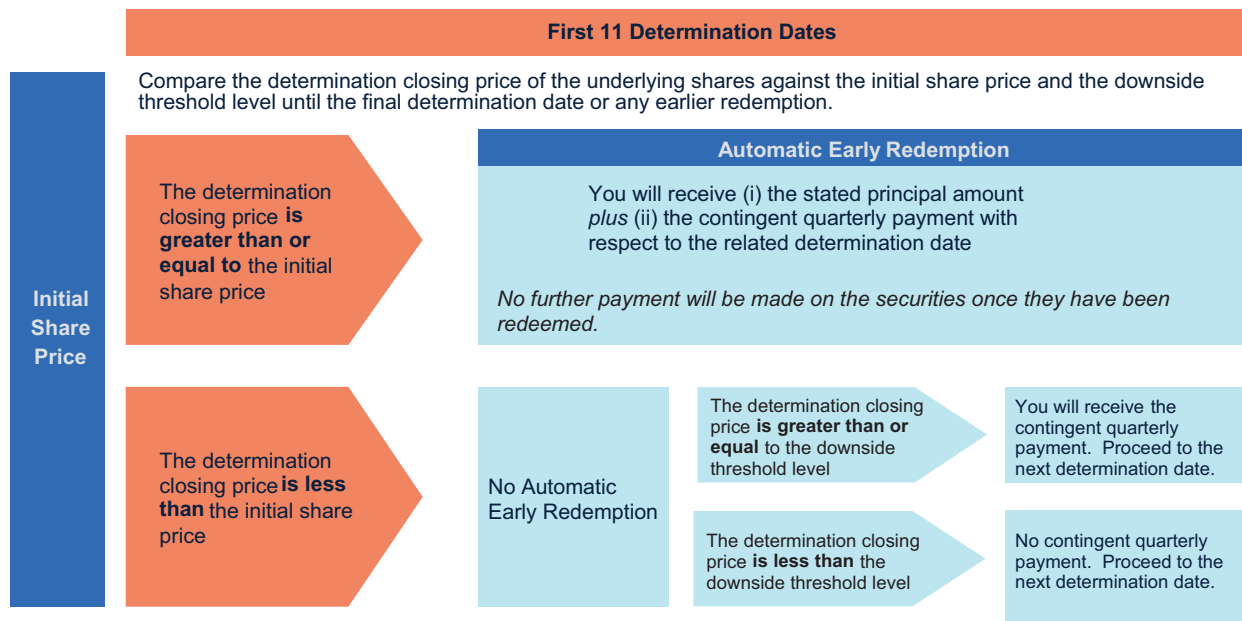 First 11 Determination Dates
Compare the determination closing price of the underlying shares against the initial share price and the downside
threshold level until the final determination date or any earlier redemption.
Initial
Share
Price
The determination
closing price is
greater than or
equal to the initial
share price
Automatic Early Redemption
You will receive (i) the stated principal amount
plus (ii) the contingent quarterly payment with
respect to the related determination date
No further payment will be made on the securities once they have been
redeemed.
The determination
closing price is less
than the initial share
price
No Automatic
Early Redemption
The determination closing
price is greater than or
equal to the downside
threshold level
You will receive the
contingent quarterly
payment. Proceed to the
next determination date.
The determination closing
price is less than the
downside threshold level
No contingent quarterly
payment. Proceed to the
next determination date.